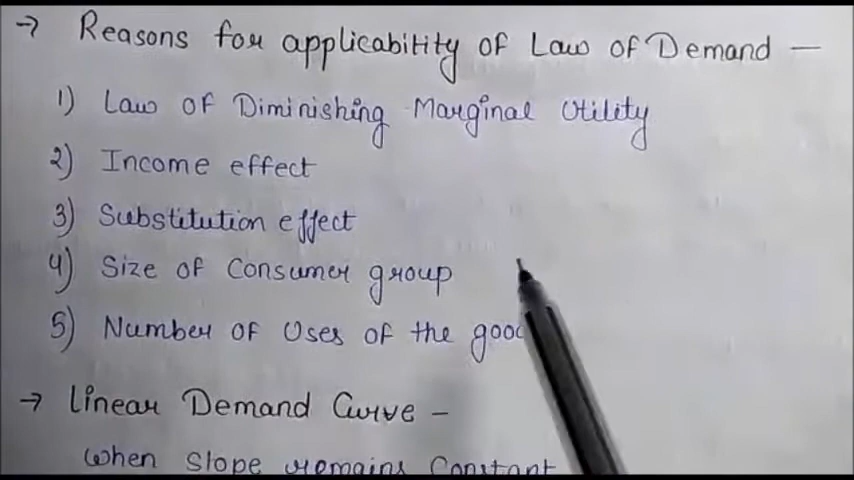 → Reasons for applicability of Law of Demand —
1) Law of Diminishing Marginal Utility
2) Income effect
3) Substitution effect
4) Size of Consumer group
5) Number of Uses of the
→ Linear Demand Curve —
When slope remains Constant